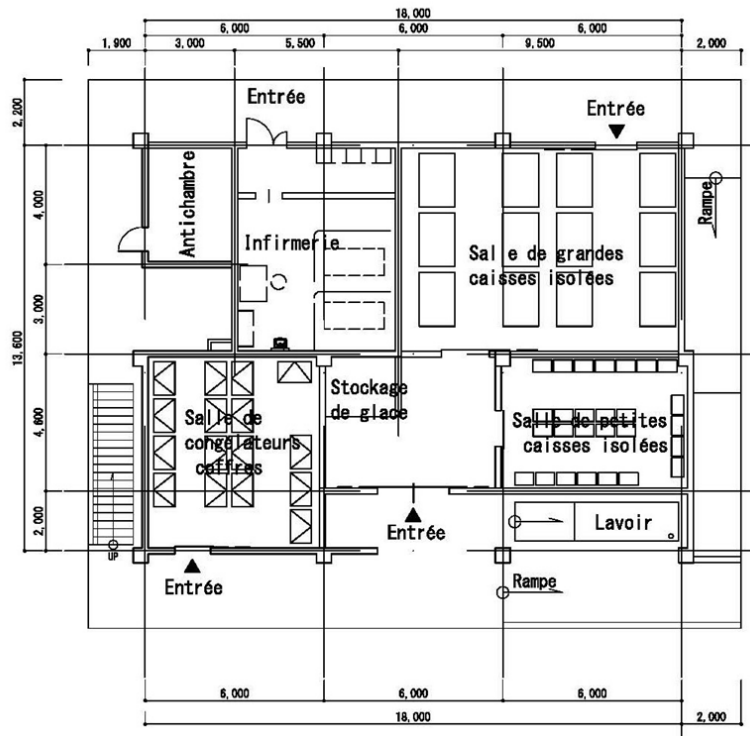 18,000
6,000 6,000 6,000
1,900 3,000 5,500 9,500 2,000
2,200
Entrée
Entrée
4,000
Antichambre
Rampe
Infirmerie
Salle de grandes
caisses isolées
3,000
13,600
Stockage
de glace
4,600
Salle de
congélateurs
coffres
Salle de petites
caisses isolées
2,000
Lavoir
Entrée
UP
Entrée
Rampe
6,000 6,000 6,000
18,000 2,000